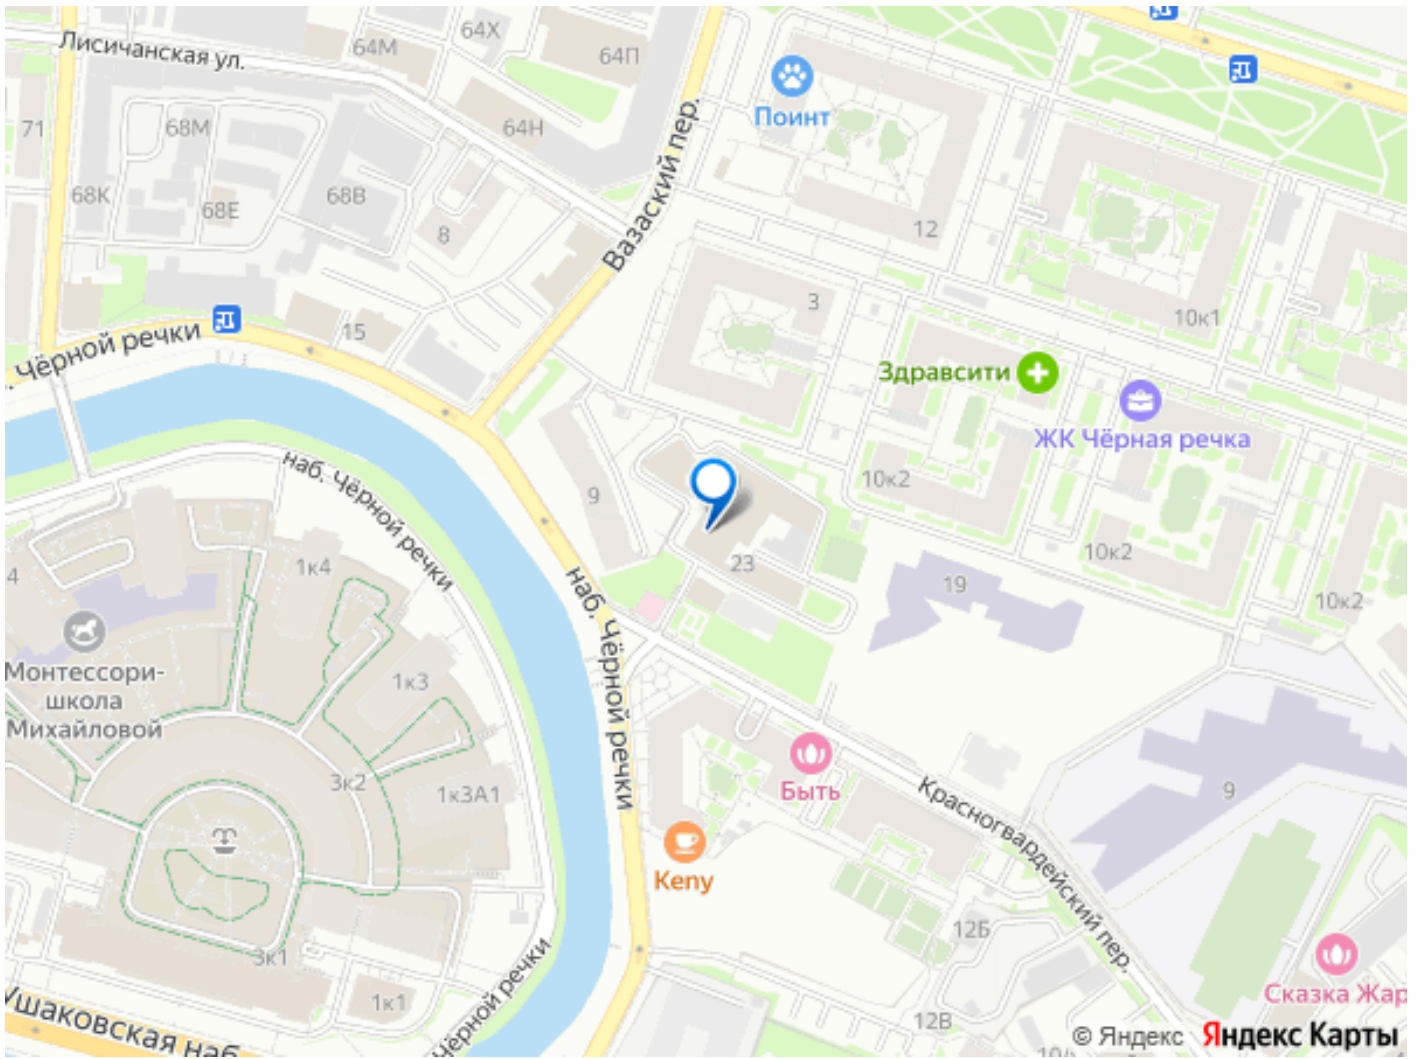 64Х
Лисичанская ул.
64М
64П
Поинт
71
68М
64Н
Вазаский пер.
68К
68Е
68В
8
12
3
10к1
15
. Чёрной речки
Здравсити
ЖК Чёрная речка
наб. Чёрной речки
9
10к2
23
10к2
4
1к4
19
10к2
наб. Чёрной речки
Монтессори-
школа
Михайловой
1к3
3к2
1к3А1
Быть
9
Красногвардейский пер.
Keny
12Б
3к1
Чёрной речки
1к1
Сказка Жар
Ушаковская наб
12В
© Яндекс Яндекс Карты